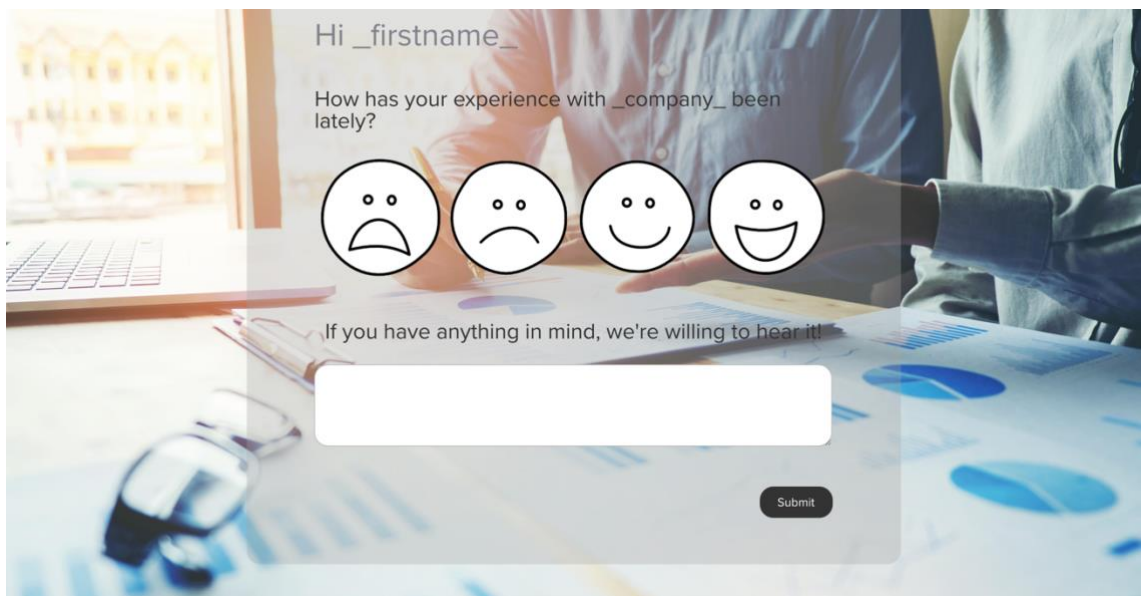 Hi _firstname_
How has your experience with _company_ been
lately?
If you have anything in mind, we're willing to hear it!
Submit